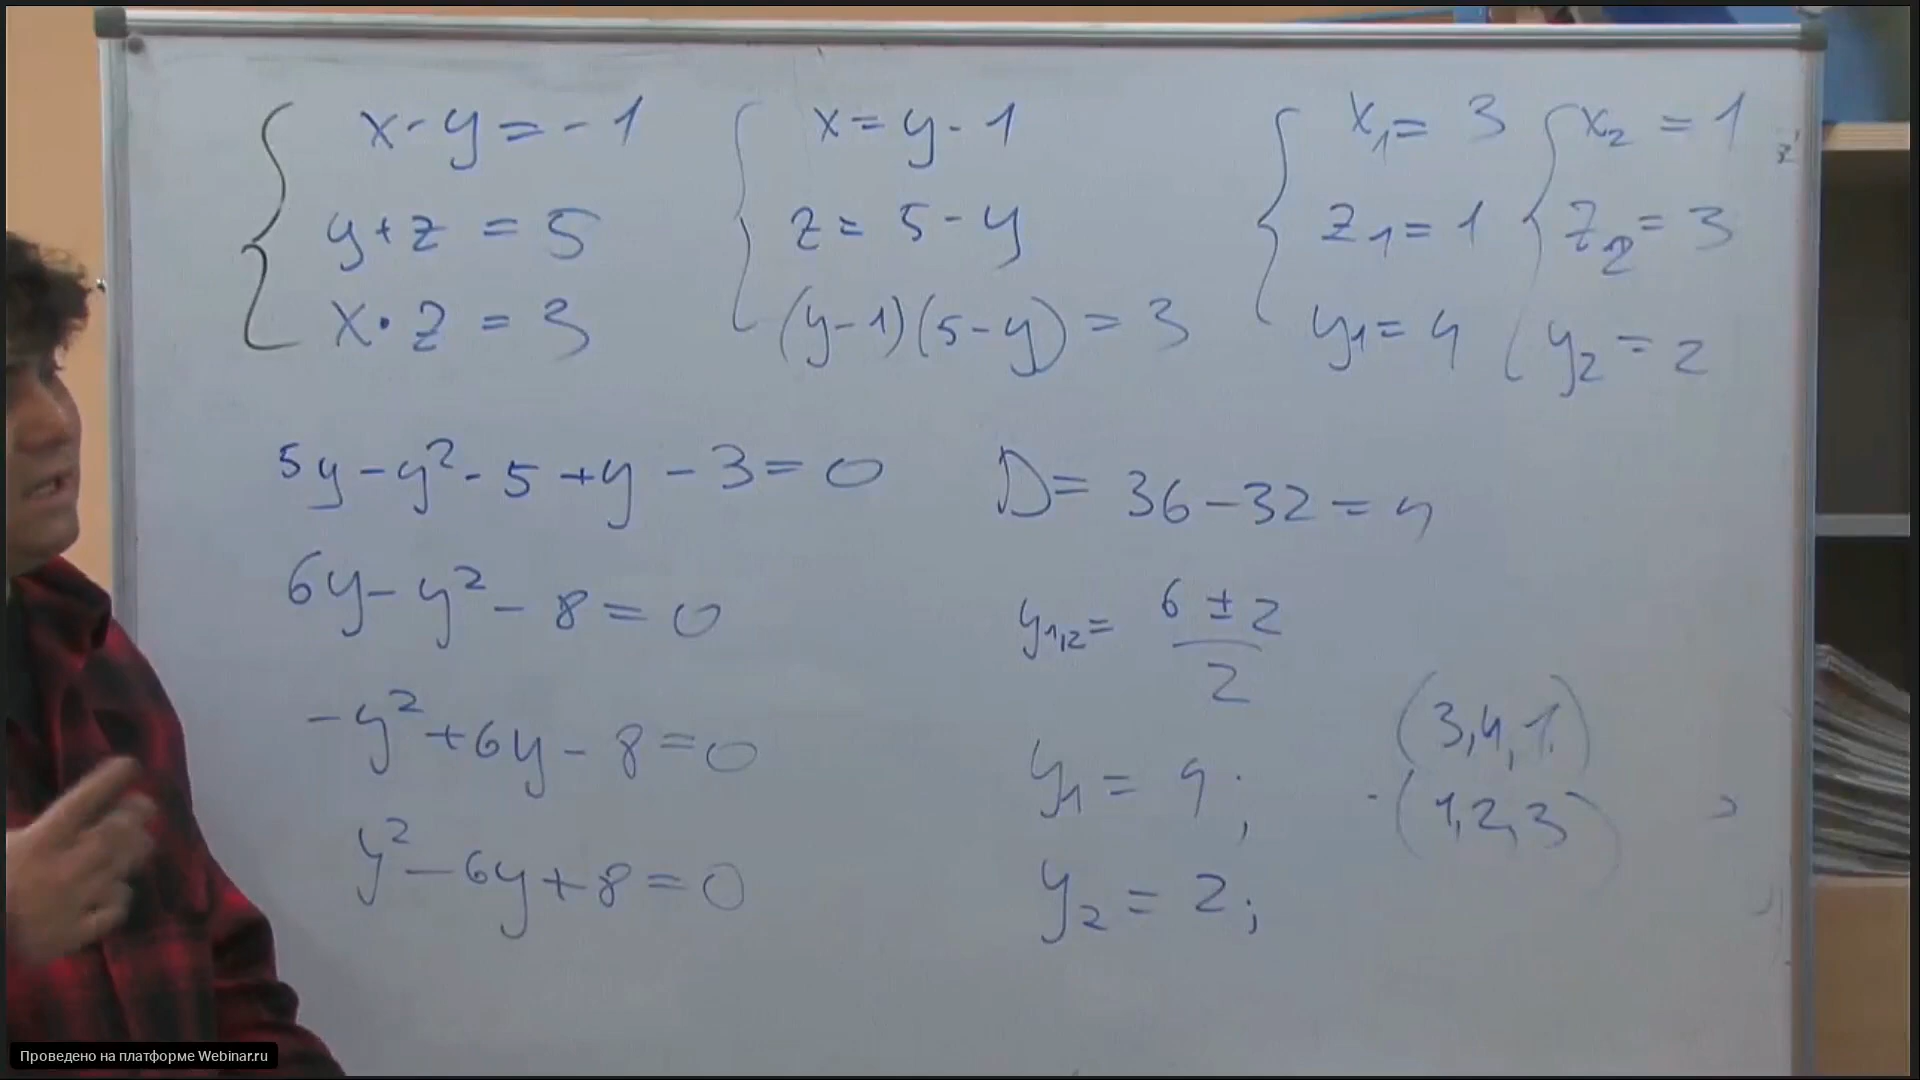 x-y=-1
y+z=5
x·z=3
x=y-1
z=5-y
(y-1)(5-y)=3
x₁=3
z₁=1
y₁=4
x₂=1
z₂=3
y₂=2
5y-y²-5+y-3=0
6y-y²-8=0
-y²+6y-8=0
y²-6y+8=0
D=36-32=4
y₁,₂=(6±2)/2
y₁=4;
y₂=2;
(3,4,1)
(1,2,3)
Проведено на платформе Webinar.ru